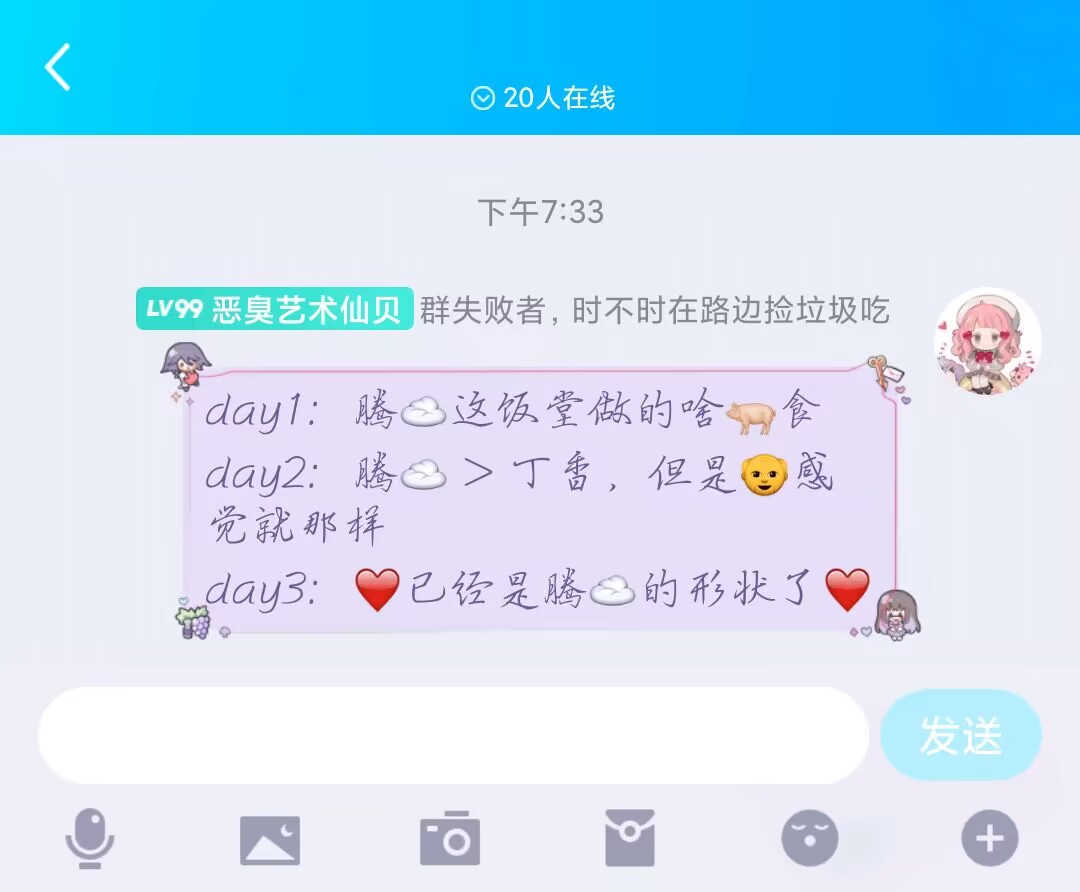 20人在线
下午7:33
LV99 恶臭艺术仙贝 群失败者，时不时在路边捡垃圾吃
day1：腾☁️这饭堂做的啥🐖食
day2：腾☁️＞丁香，但是👴感
觉就那样
day3：❤️已经是腾☁️的形状了❤️
发送